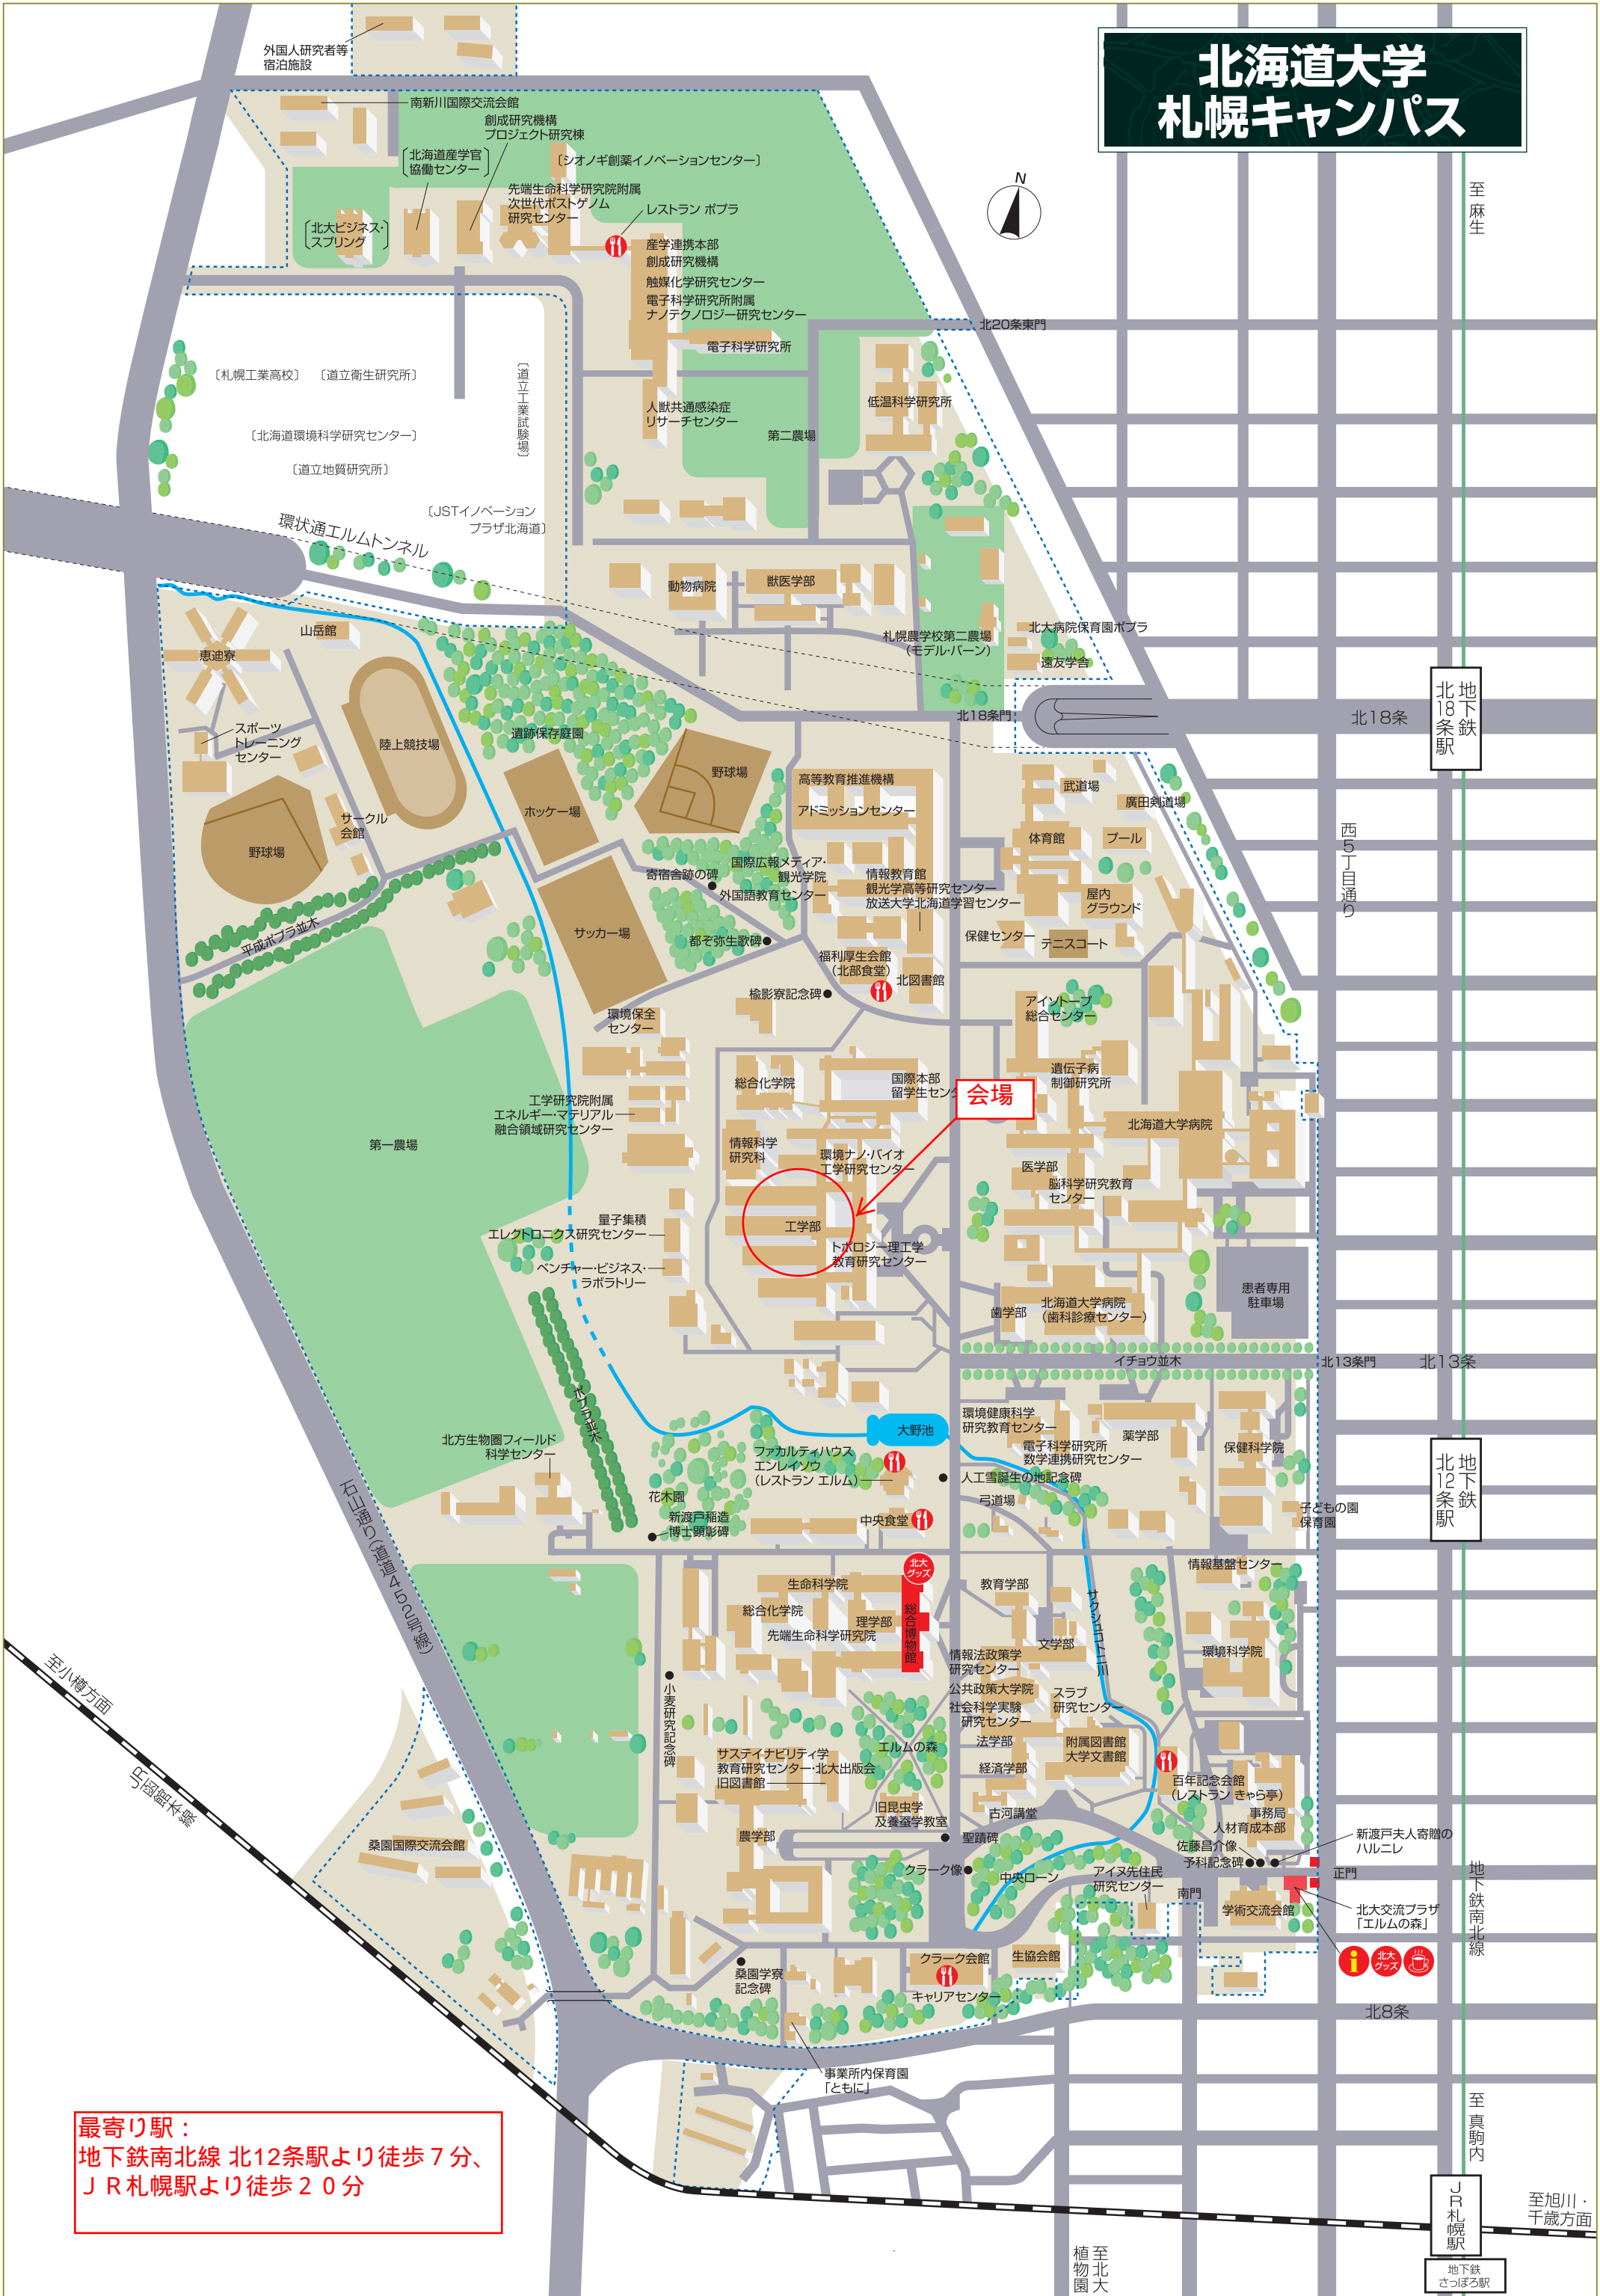 北海道大学
札幌キャンパス
外国人研究者等
宿泊施設
南新川国際交流会館
創成研究機構
プロジェクト研究棟
〔北海道産学官
協働センター〕
〔シオノギ創薬イノベーションセンター〕
先端生命科学研究院附属
次世代ポストゲノム
研究センター
レストラン ポプラ
〔北大ビジネス・
スプリング〕
産学連携本部
創成研究機構
触媒化学研究センター
電子科学研究所附属
ナノテクノロジー研究センター
電子科学研究所
N
至 麻生
北20条東門
〔札幌工業高校〕
〔道立衛生研究所〕
〔道立工業試験場〕
〔北海道環境科学研究センター〕
〔道立地質研究所〕
人獣共通感染症
リサーチセンター
第二農場
低温科学研究所
〔JSTイノベーション
プラザ北海道〕
環状通エルムトンネル
動物病院
獣医学部
札幌農学校第二農場
(モデル・バーン)
北大病院保育園ポプラ
遠友学舎
恵迪寮
山岳館
北18条門
北18条
地下鉄
北18条駅
スポーツ
トレーニング
センター
陸上競技場
遺跡保存庭園
野球場
ホッケー場
サークル
会館
野球場
高等教育推進機構
アドミッションセンター
武道場
廣田剣道場
体育館
プール
西5丁目通り
寄宿舎跡の碑
国際広報メディア・
観光学院
外国語教育センター
情報教育館
観光学高等研究センター
放送大学北海道学習センター
屋内
グラウンド
平成ポプラ並木
サッカー場
都ぞ弥生歌碑
保健センター
テニスコート
福利厚生会館
(北部食堂)
北図書館
楡影寮記念碑
環境保全
センター
アイソトープ
総合センター
総合化学院
国際本部
留学生セン
会場
遺伝子病
制御研究所
工学研究院附属
エネルギー・マテリアル
融合領域研究センター
北海道大学病院
第一農場
情報科学
研究科
環境ナノ・バイオ
工学研究センター
医学部
脳科学研究教育
センター
量子集積
エレクトロニクス研究センター
工学部
トポロジー理工学
教育研究センター
ベンチャー・ビジネス・
ラボラトリー
患者専用
駐車場
歯学部
北海道大学病院
(歯科診療センター)
イチョウ並木
北13条門
北13条
ポプラ並木
大野池
環境健康科学
研究教育センター
電子科学研究所
数学連携研究センター
薬学部
保健科学院
地下鉄
北12条駅
北方生物圏フィールド
科学センター
ファカルティハウス
エンレイソウ
(レストラン エルム)
人工雪誕生の地記念碑
花木園
弓道場
子どもの園
保育園
新渡戸稲造
博士顕彰碑
中央食堂
石山通り(道道452号線)
北大
グッズ
情報基盤センター
生命科学院
総合化学院
理学部
先端生命科学研究院
総合博物館
教育学部
サクシュコトニ川
文学部
環境科学院
情報法政策学
研究センター
公共政策大学院
社会科学実験
研究センター
スラブ
研究センター
至小樽方面
小麦研究記念碑
エルムの森
法学部
附属図書館
大学文書館
経済学部
サステイナビリティ学
教育研究センター・北大出版会
旧図書館
JR函館本線
百年記念会館
(レストラン きゃら亭)
旧昆虫学
及養蚕学教室
古河講堂
事務局
人材育成本部
農学部
聖蹟碑
佐藤昌介像
予科記念碑
新渡戸夫人寄贈の
ハルニレ
桑園国際交流会館
クラーク像
中央ローン
アイヌ先住民
研究センター
南門
正門
地下鉄南北線
学術交流会館
北大交流プラザ
「エルムの森」
i
北大
グッズ
クラーク会館
生協会館
桑園学寮
記念碑
キャリアセンター
北8条
事業所内保育園
「ともに」
最寄り駅：
地下鉄南北線 北12条駅より徒歩７分、
ＪＲ札幌駅より徒歩２０分
至 真駒内
JR札幌駅
至旭川・
千歳方面
地下鉄
さっぽろ駅
至北大
植物園